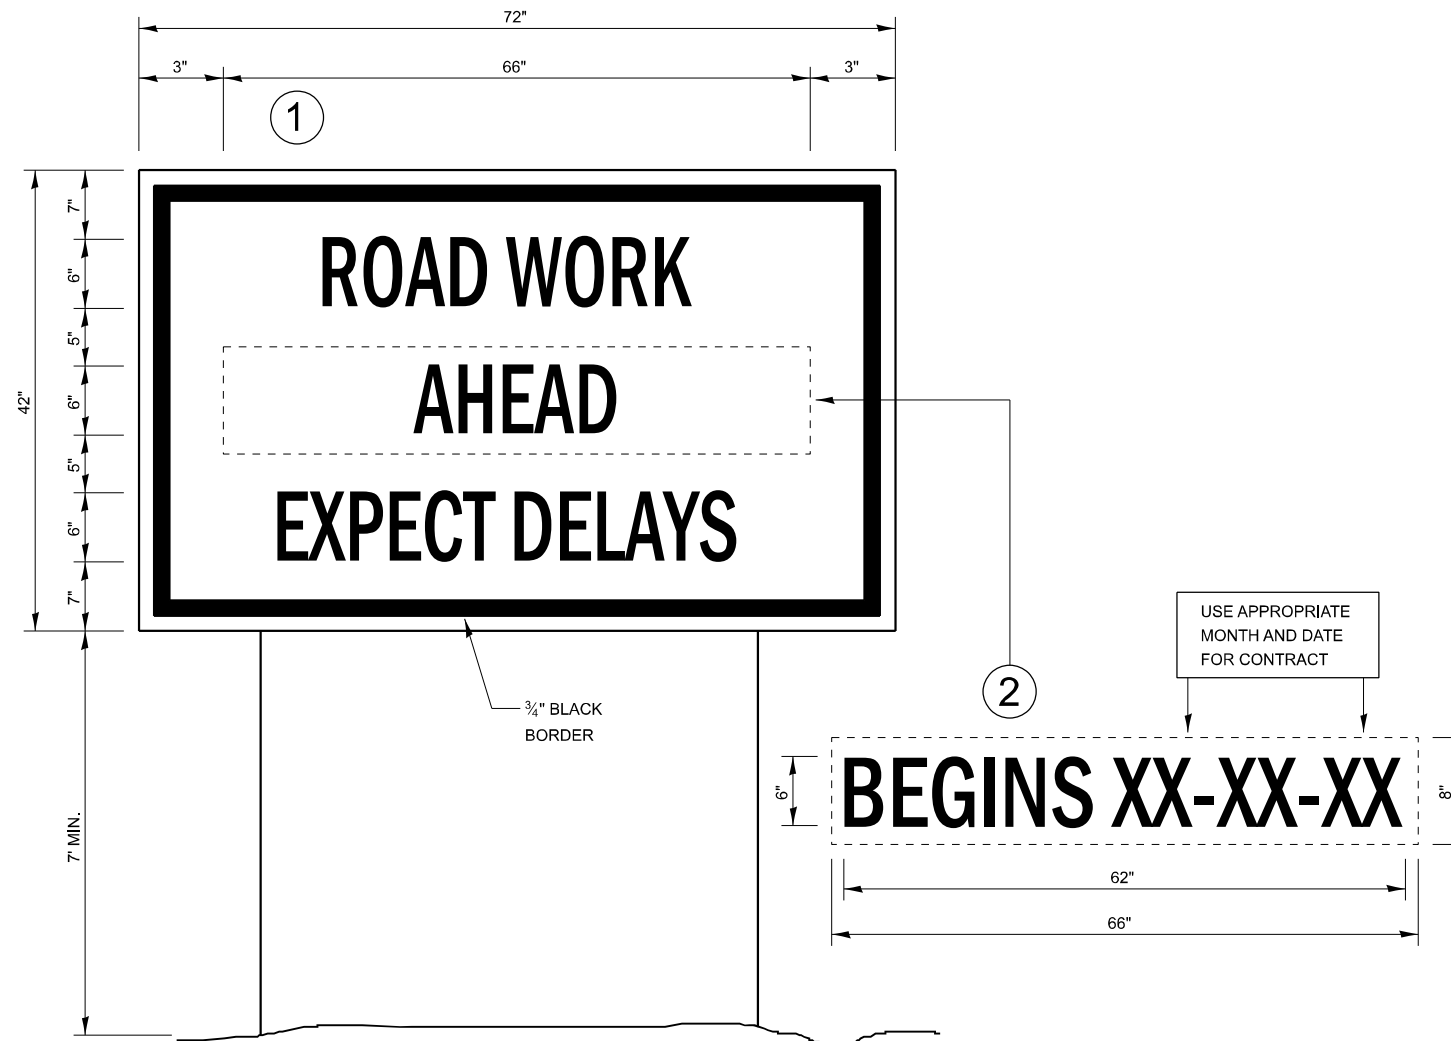 72"
3" 66" 3"
1
7"
6"
5"
6"
5"
6"
7"
42"
ROAD WORK
AHEAD
EXPECT DELAYS
¾" BLACK
BORDER
7' MIN.
2
USE APPROPRIATE
MONTH AND DATE
FOR CONTRACT
6"
BEGINS XX-XX-XX
8"
62"
66"